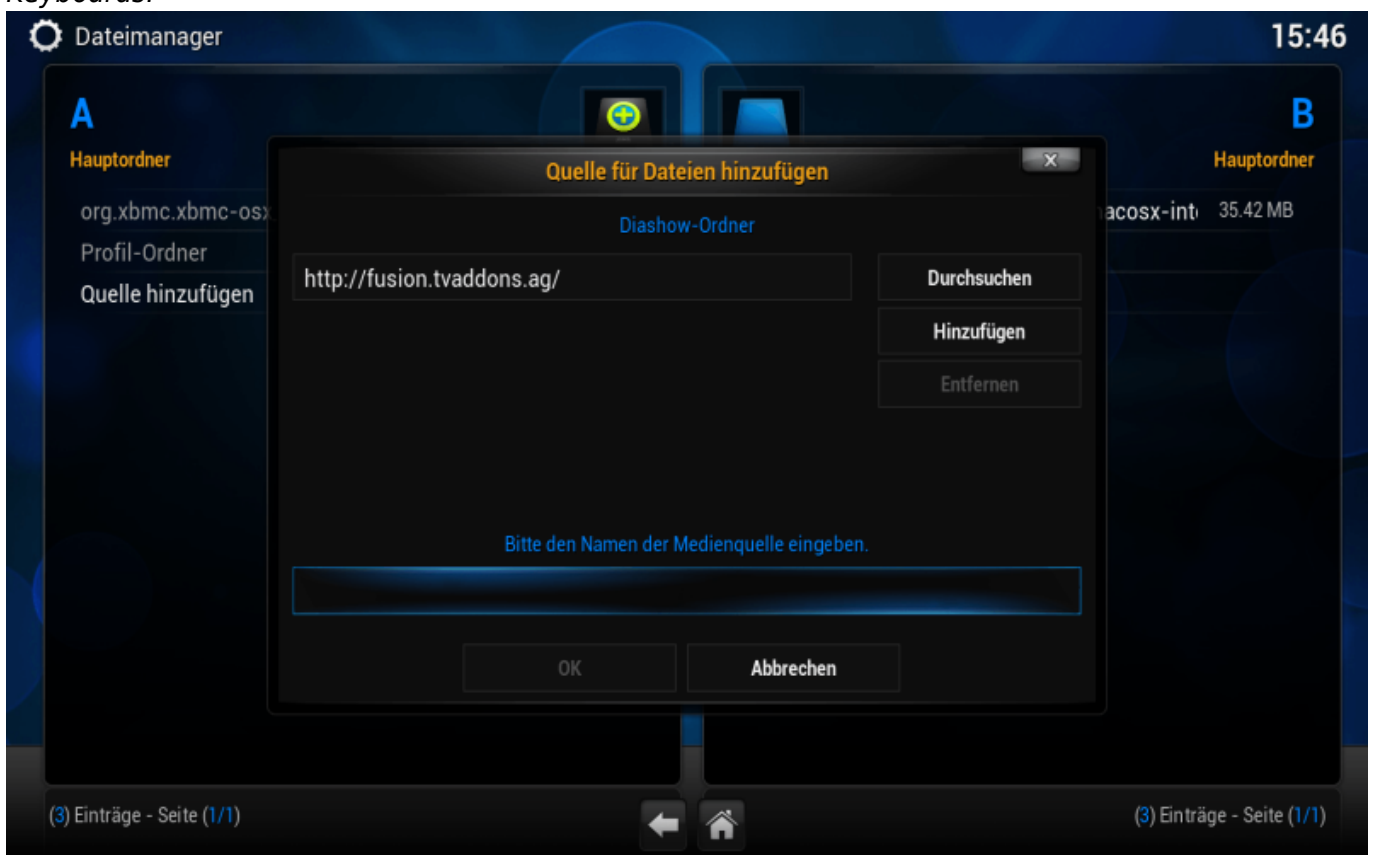 Keyboards.
Dateimanager
15:46
A
B
Hauptordner
Hauptordner
Quelle für Dateien hinzufügen
X
org.xbmc.xbmc-osx
Diashow-Ordner
acosx-int 35.42 MB
Profil-Ordner
http://fusion.tvaddons.ag/
Durchsuchen
Quelle hinzufügen
Hinzufügen
Entfernen
Bitte den Namen der Medienquelle eingeben.
OK
Abbrechen
(3) Einträge - Seite (1/1)
(3) Einträge - Seite (1/1)